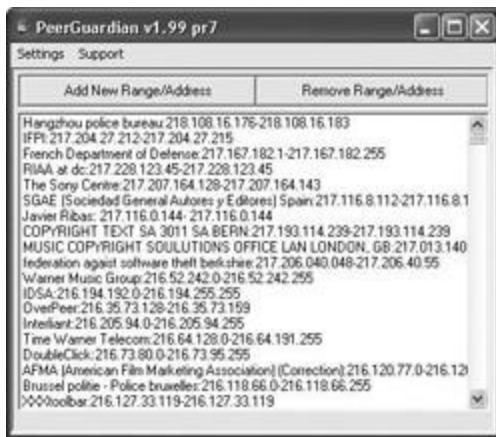 PeerGuardian v1.99 pr7
Settings Support
Add New Range/Address Remove Range/Address
Hangzhou police bureau:218.108.16.176-218.108.16.183
IFPI:217.204.27.212-217.204.27.215
French Department of Defense:217.167.182.1-217.167.182.255
RIAA at dc:217.228.123.45-217.228.123.45
The Sony Centre:217.207.164.128-217.207.164.143
SGAE (Sociedad General Autores y Editores) Spain:217.116.8.112-217.116.8.1
Javier Ribas: 217.116.0.144- 217.116.0.144
COPYRIGHT TEXT SA 3011 SA BERN:217.193.114.239-217.193.114.239
MUSIC COPYRIGHT SOULUTIONS OFFICE LAN LONDON, GB:217.013.140
federation agaist software theft berkshire:217.206.040.048-217.206.40.55
Warner Music Group:216.52.242.0-216.52.242.255
IDSA:216.194.192.0-216.194.255.255
OverPeer:216.35.73.128-216.35.73.159
Interliant:216.205.94.0-216.205.94.255
Time Warner Telecom:216.64.128.0-216.64.191.255
DoubleClick:216.73.80.0-216.73.95.255
AFMA (American Film Marketing Association) (Correction):216.120.77.0-216.12
Brussel politie - Police bruxelles:216.118.66.0-216.118.66.255
XXXtoolbar:216.127.33.119-216.127.33.119